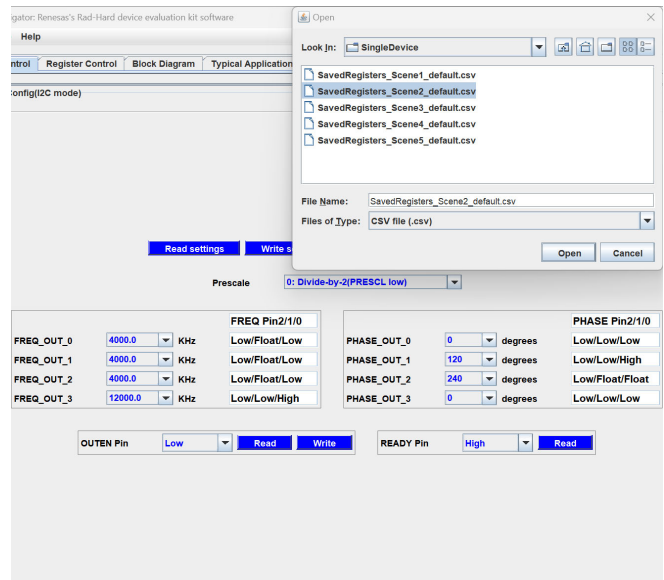 igator: Renesas's Rad-Hard device evaluation kit software
Open
Help
Look In: SingleDevice
ntrol Register Control Block Diagram Typical Application
SavedRegisters_Scene1_default.csv
SavedRegisters_Scene2_default.csv
SavedRegisters_Scene3_default.csv
SavedRegisters_Scene4_default.csv
SavedRegisters_Scene5_default.csv
Config(I2C mode)
File Name: SavedRegisters_Scene2_default.csv
Files of Type: CSV file (.csv)
Open Cancel
Read settings Write s
Prescale 0: Divide-by-2(PRESCL low)
FREQ Pin2/1/0 PHASE Pin2/1/0
FREQ_OUT_0 4000.0 KHz Low/Float/Low PHASE_OUT_0 0 degrees Low/Low/Low
FREQ_OUT_1 4000.0 KHz Low/Float/Low PHASE_OUT_1 120 degrees Low/Low/High
FREQ_OUT_2 4000.0 KHz Low/Float/Low PHASE_OUT_2 240 degrees Low/Float/Float
FREQ_OUT_3 12000.0 KHz Low/Low/High PHASE_OUT_3 0 degrees Low/Low/Low
OUTEN Pin Low Read Write READY Pin High Read